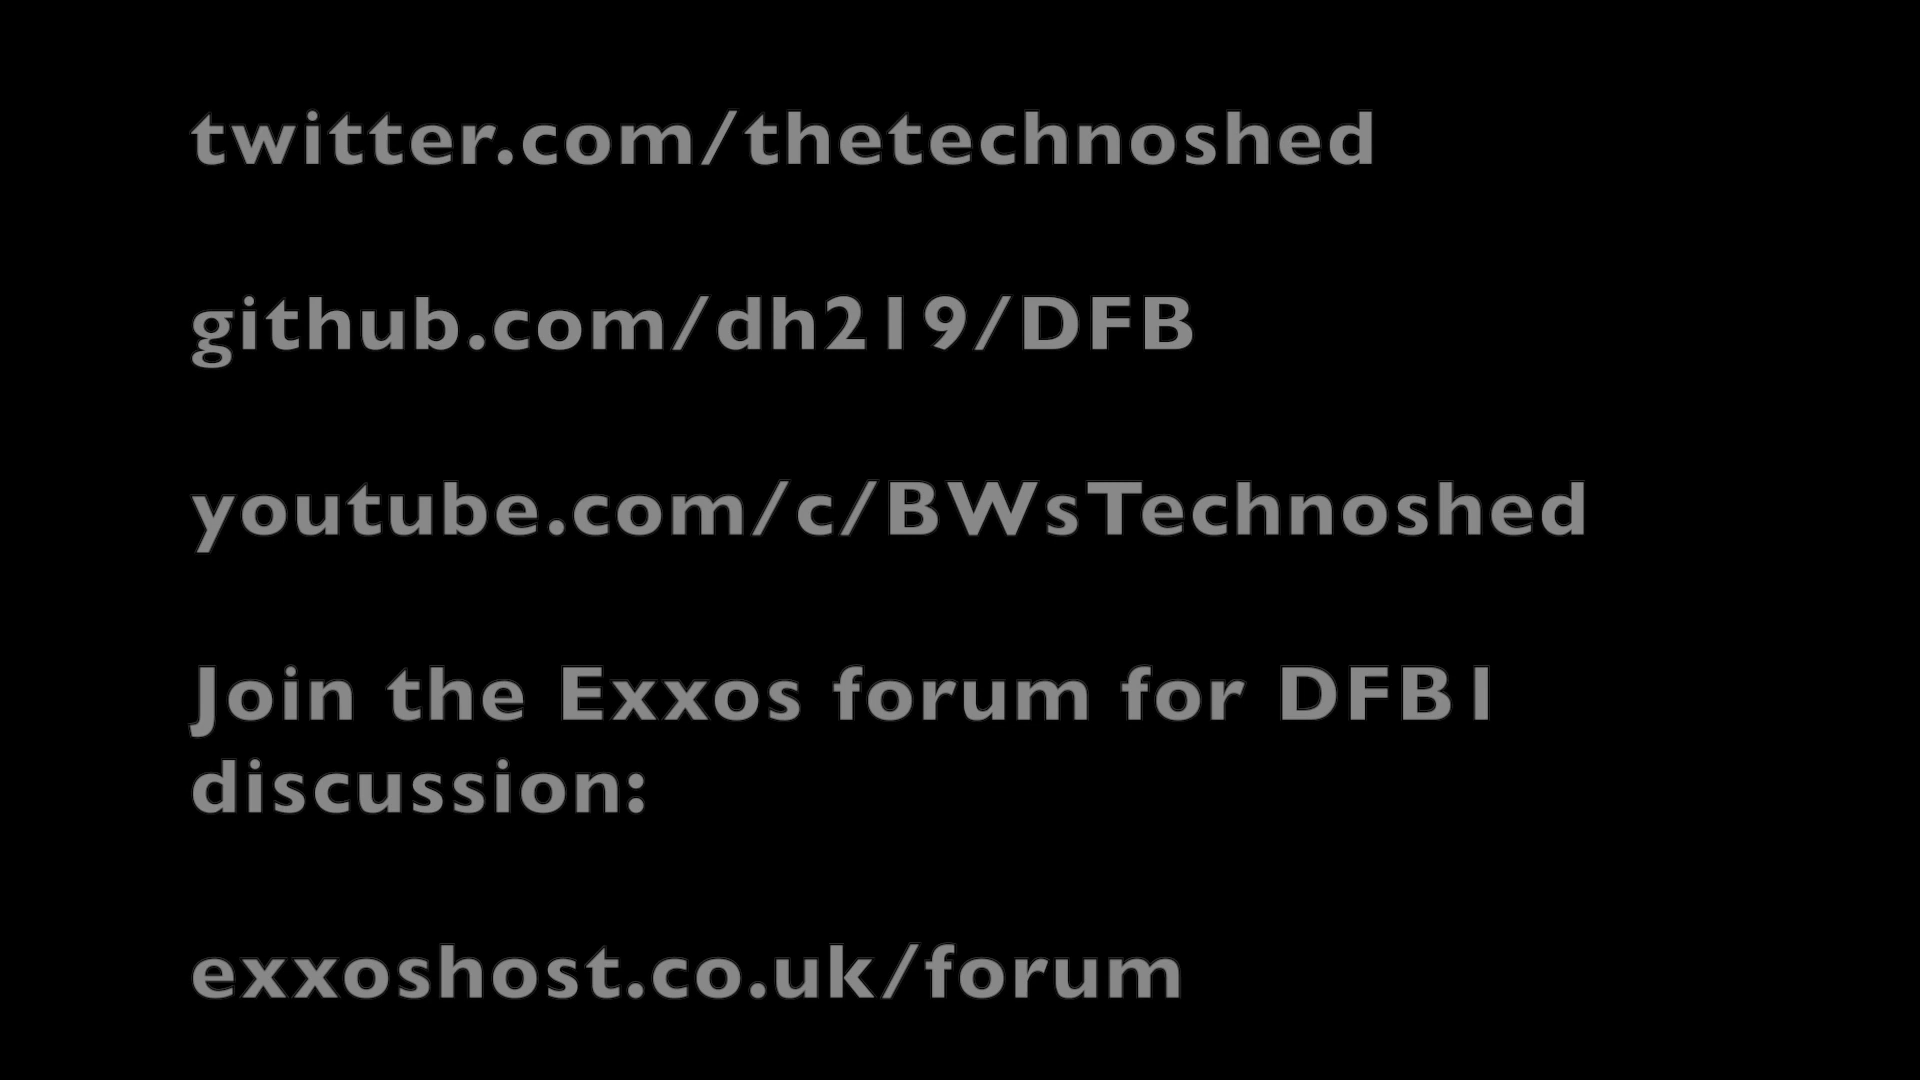 twitter.com/thetechnoshed
github.com/dh219/DFB
youtube.com/c/BWsTechnoshed
Join the Exxos forum for DFB1
discussion:
exxoshost.co.uk/forum